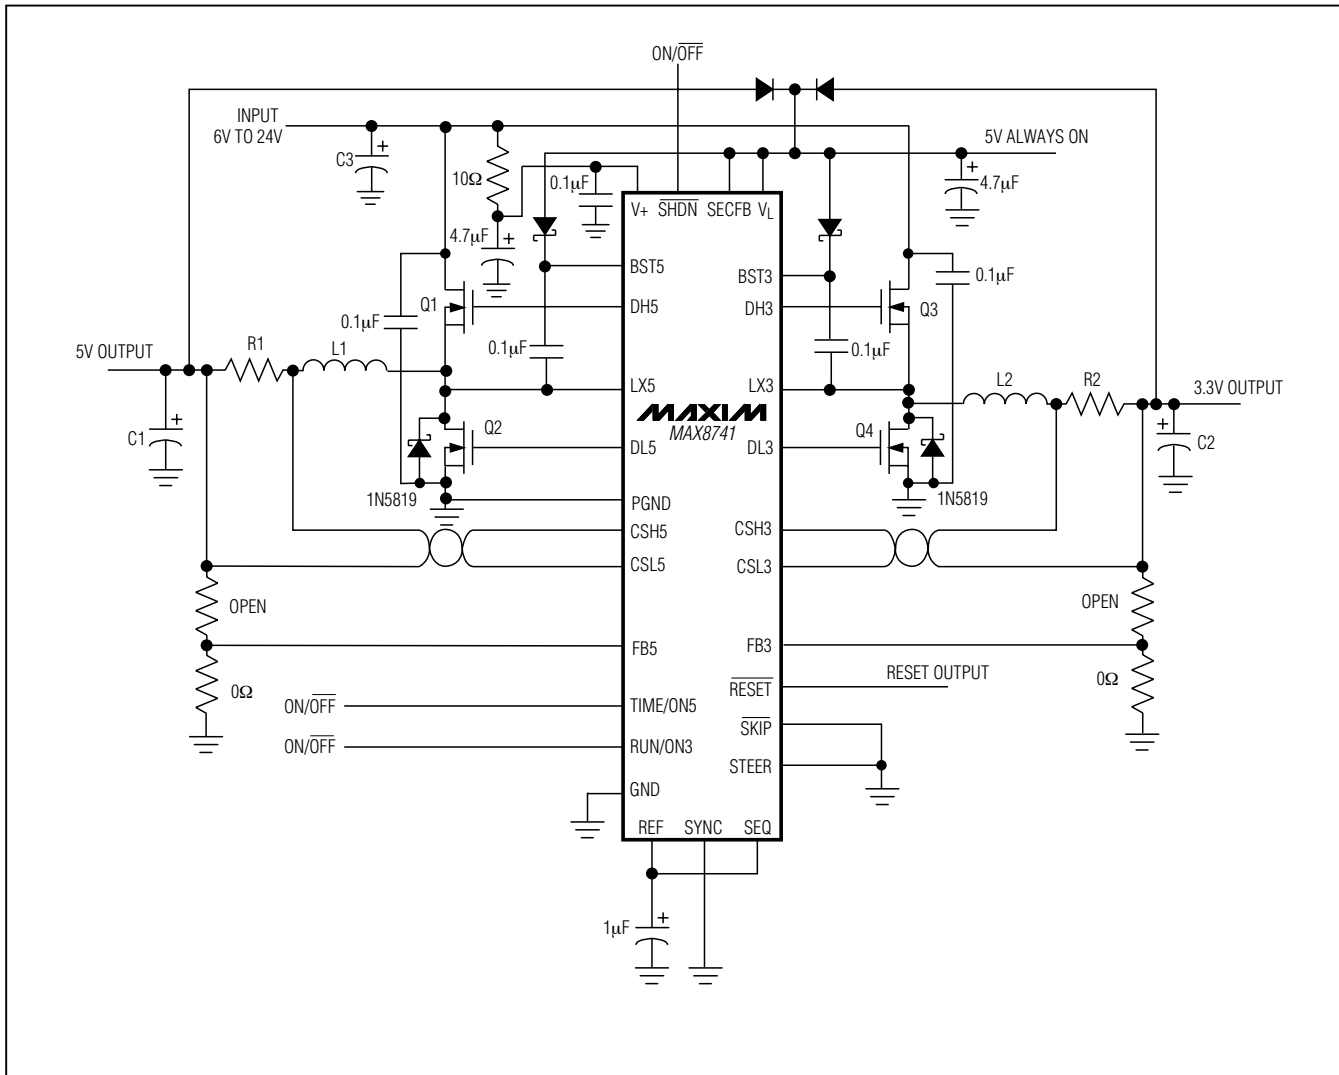 ON/OFF
INPUT
6V TO 24V
5V ALWAYS ON
C3
+
10Ω
0.1µF
+
4.7µF
V+
SHDN
SECFB
VL
4.7µF
+
BST5
BST3
0.1µF
Q1
DH5
DH3
Q3
0.1µF
5V OUTPUT
R1
L1
0.1µF
0.1µF
LX5
LX3
L2
R2
3.3V OUTPUT
MAXIM
MAX8741
C1
+
Q2
DL5
DL3
Q4
+
C2
1N5819
1N5819
PGND
CSH5
CSH3
CSL5
CSL3
OPEN
OPEN
FB5
FB3
0Ω
RESET
RESET OUTPUT
0Ω
ON/OFF
TIME/ON5
SKIP
ON/OFF
RUN/ON3
STEER
GND
REF
SYNC
SEQ
1µF
+